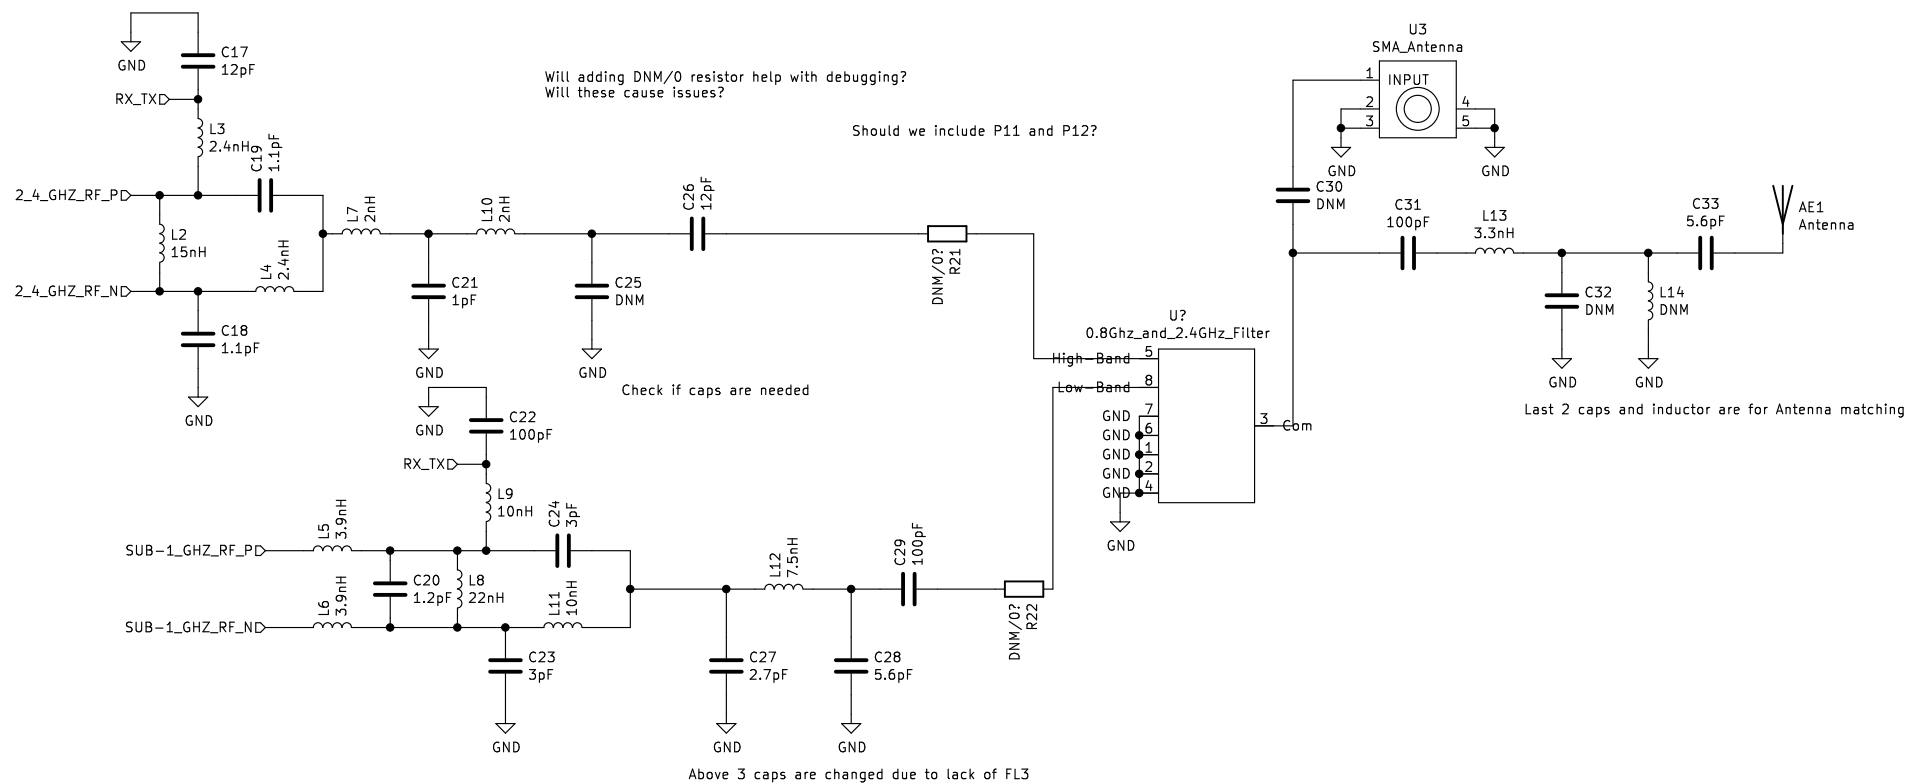 U3
SMA_Antenna
C17
12pF
GND
1
INPUT
Will adding DNM/0 resistor help with debugging?
Will these cause issues?
RX_TX
2
4
3
5
L3
2.4nH
C19
1.1pF
Should we include P11 and P12?
GND
GND
2_4_GHZ_RF_P
C26
12pF
C30
DNM
L7
2nH
L10
2nH
C31
100pF
L13
3.3nH
C33
5.6pF
AE1
Antenna
L2
15nH
L4
2.4nH
DNM/0?
R21
2_4_GHZ_RF_N
C21
1pF
C25
DNM
C32
DNM
L14
DNM
C18
1.1pF
U?
0.8Ghz_and_2.4GHz_Filter
High-Band
5
GND
GND
GND
GND
Check if caps are needed
Low-Band
8
GND
C22
100pF
GND
GND 7
GND 6
GND 1
GND 2
GND 4
3
Com
Last 2 caps and inductor are for Antenna matching
RX_TX
L9
10nH
C24
3pF
GND
L5
3.9nH
SUB-1_GHZ_RF_P
C29
100pF
L12
7.5nH
C20
1.2pF
L8
22nH
L6
3.9nH
L11
10nH
DNM/0?
R22
SUB-1_GHZ_RF_N
C23
3pF
C27
2.7pF
C28
5.6pF
GND
GND
GND
Above 3 caps are changed due to lack of FL3